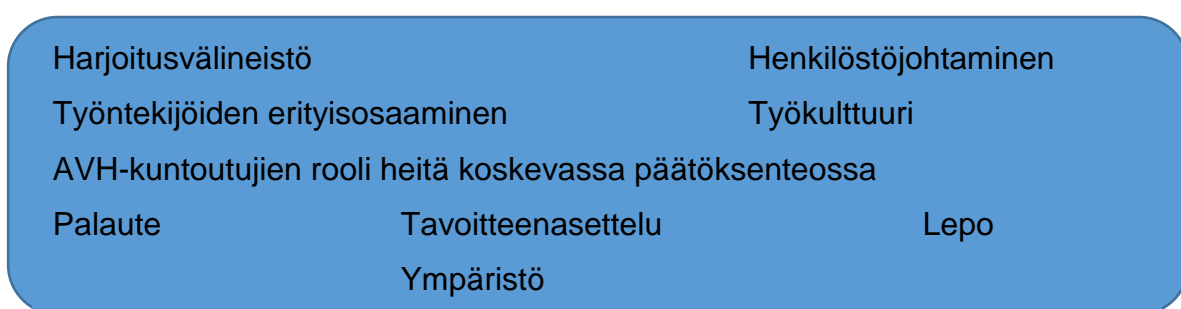 Harjoitusvälineistö Henkilöstöjohtaminen
Työntekijöiden erityisosaaminen Työkulttuuri
AVH-kuntoutujien rooli heitä koskevassa päätöksenteossa
Palaute Tavoitteenasettelu Lepo
Ympäristö